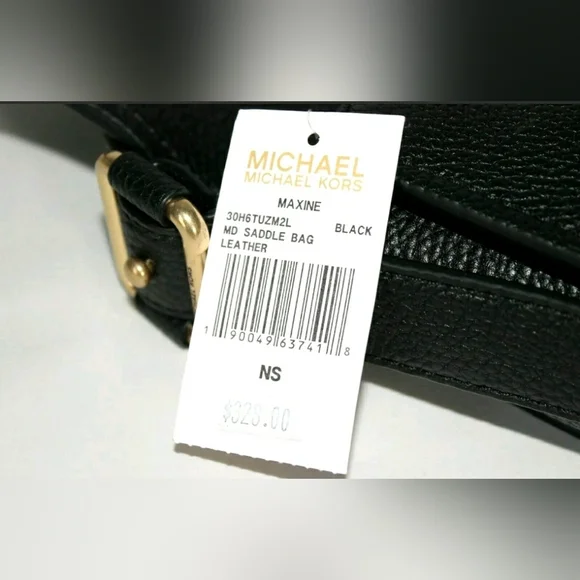 MICHAEL
MICHAEL KORS
MAXINE
30H6TUZM2L BLACK
MD SADDLE BAG
LEATHER
1 90049 63741 8
NS
$328.00